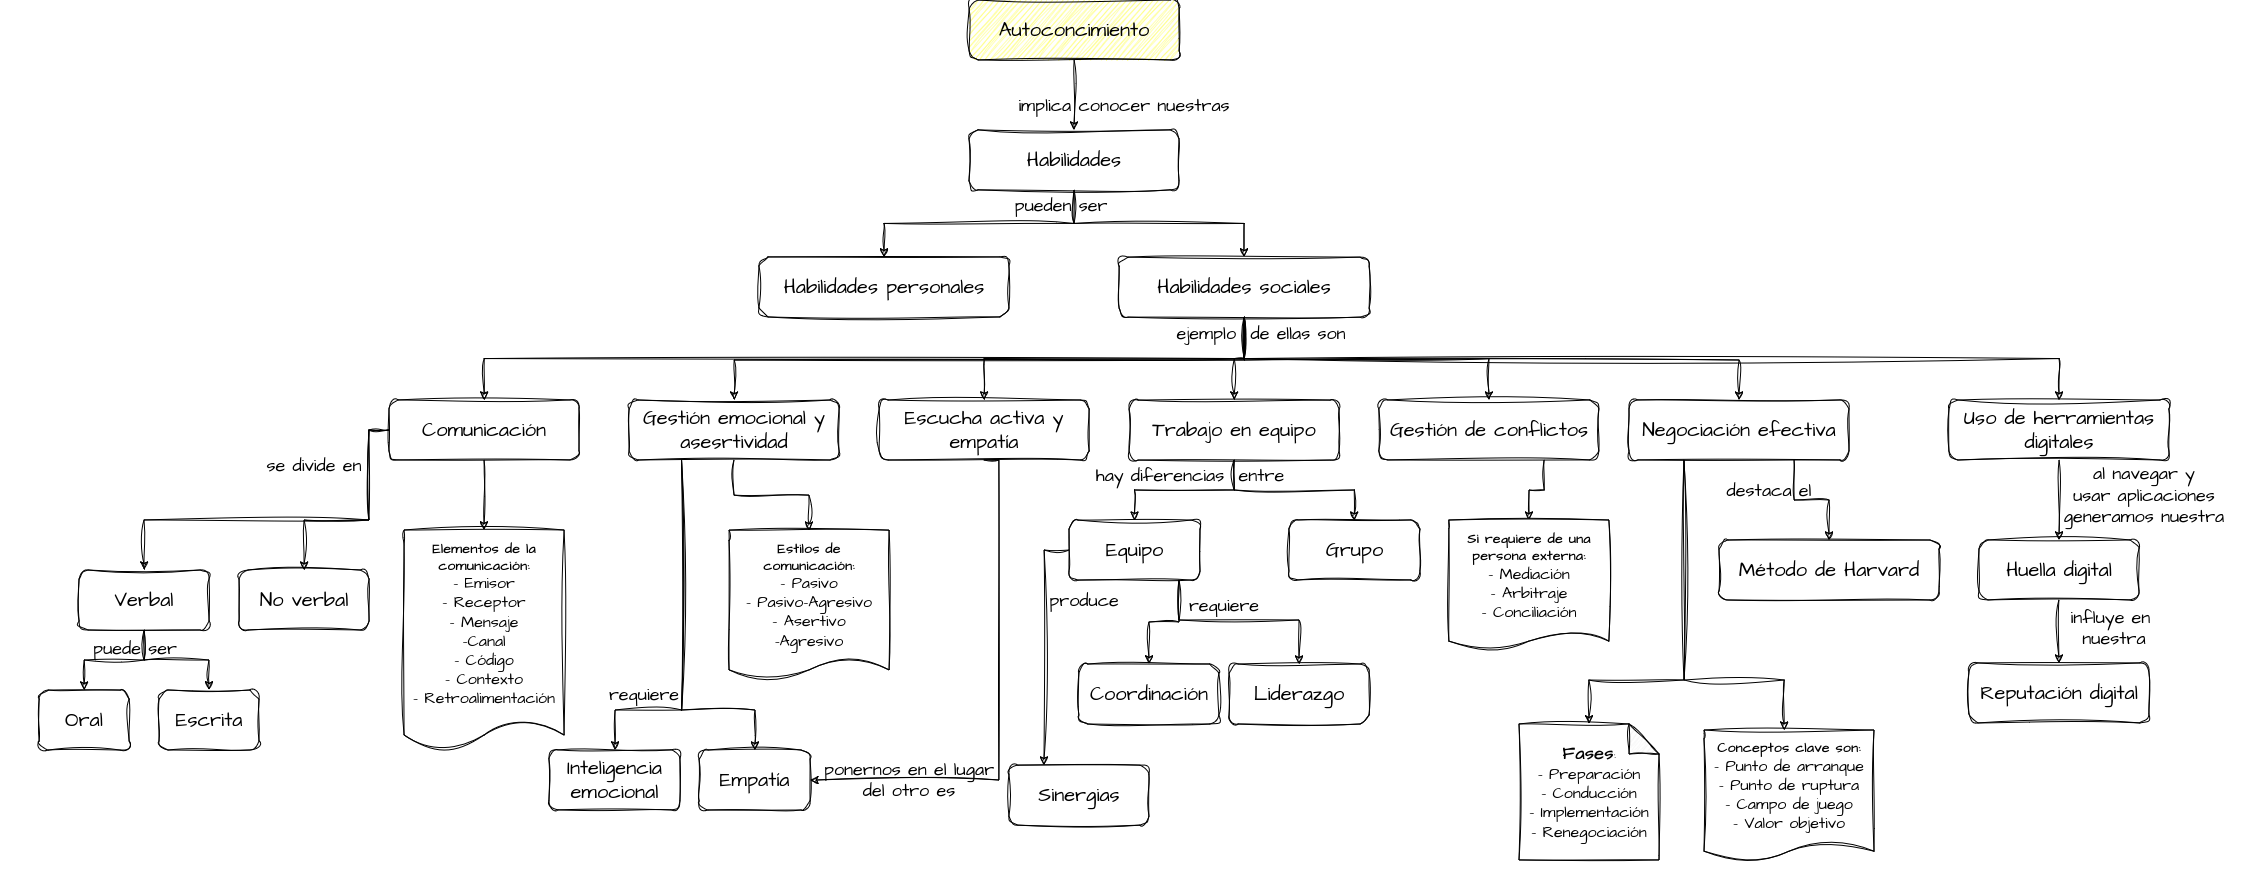 Autoconcimiento
implica conocer nuestras
Habilidades
pueden ser
Habilidades personales
Habilidades sociales
ejemplo de ellas son
Comunicación
Gestión emocional y
asesrtividad
Escucha activa y
empatía
Trabajo en equipo
Gestión de conflictos
Negociación efectiva
Uso de herramientas
digitales
se divide en
hay diferencias entre
destaca el
al navegar y
usar aplicaciones
generamos nuestra
Verbal
No verbal
Elementos de la
comunicación:
- Emisor
- Receptor
- Mensaje
-Canal
- Código
- Contexto
- Retroalimentación
Estilos de
comunicación:
- Pasivo
- Pasivo-Agresivo
- Asertivo
-Agresivo
Equipo
Grupo
Si requiere de una
persona externa:
- Mediación
- Arbitraje
- Conciliación
Método de Harvard
Huella digital
puede ser
produce
requiere
influye en
nuestra
Oral
Escrita
requiere
Coordinación
Liderazgo
Reputación digital
Inteligencia
emocional
Empatía
ponernos en el lugar
del otro es
Sinergias
Fases:
- Preparación
- Conducción
- Implementación
- Renegociación
Conceptos clave son:
- Punto de arranque
- Punto de ruptura
- Campo de juego
- Valor objetivo